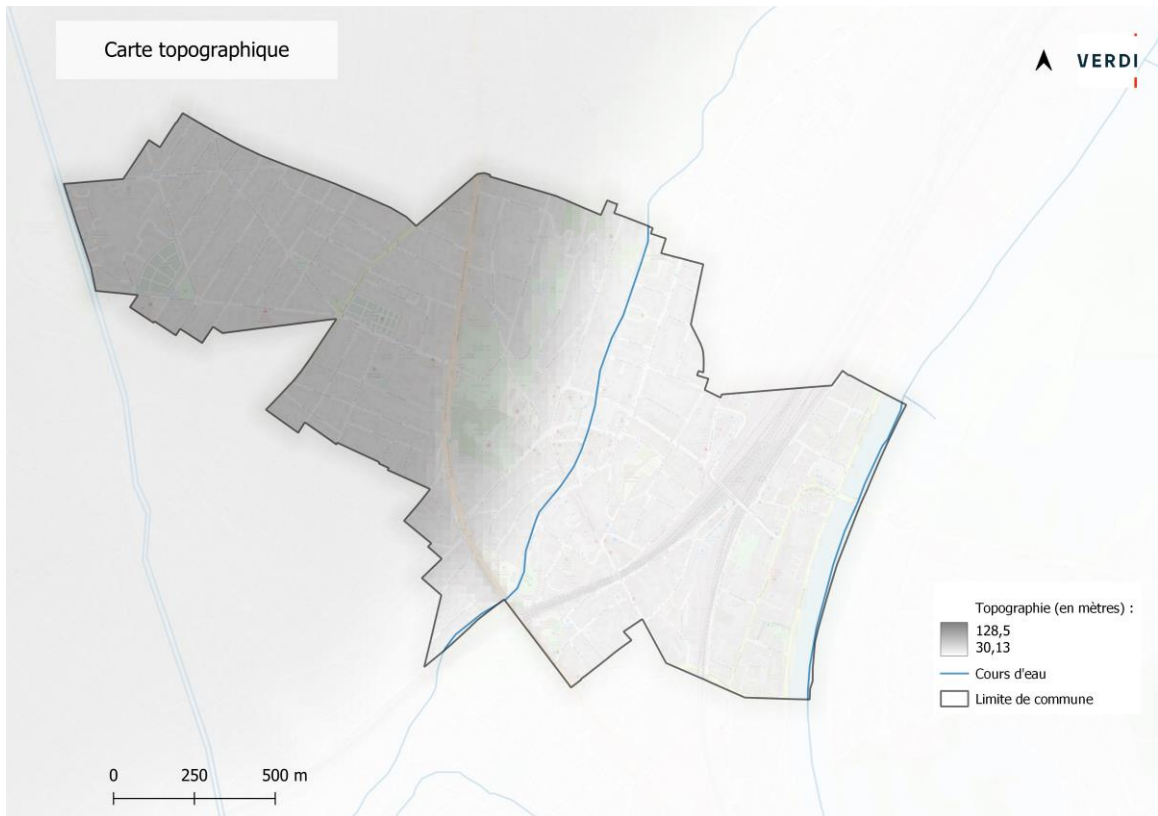 Carte topographique
VERDI
Topographie (en mètres) :
128,5
30,13
Cours d'eau
Limite de commune
0 250 500 m